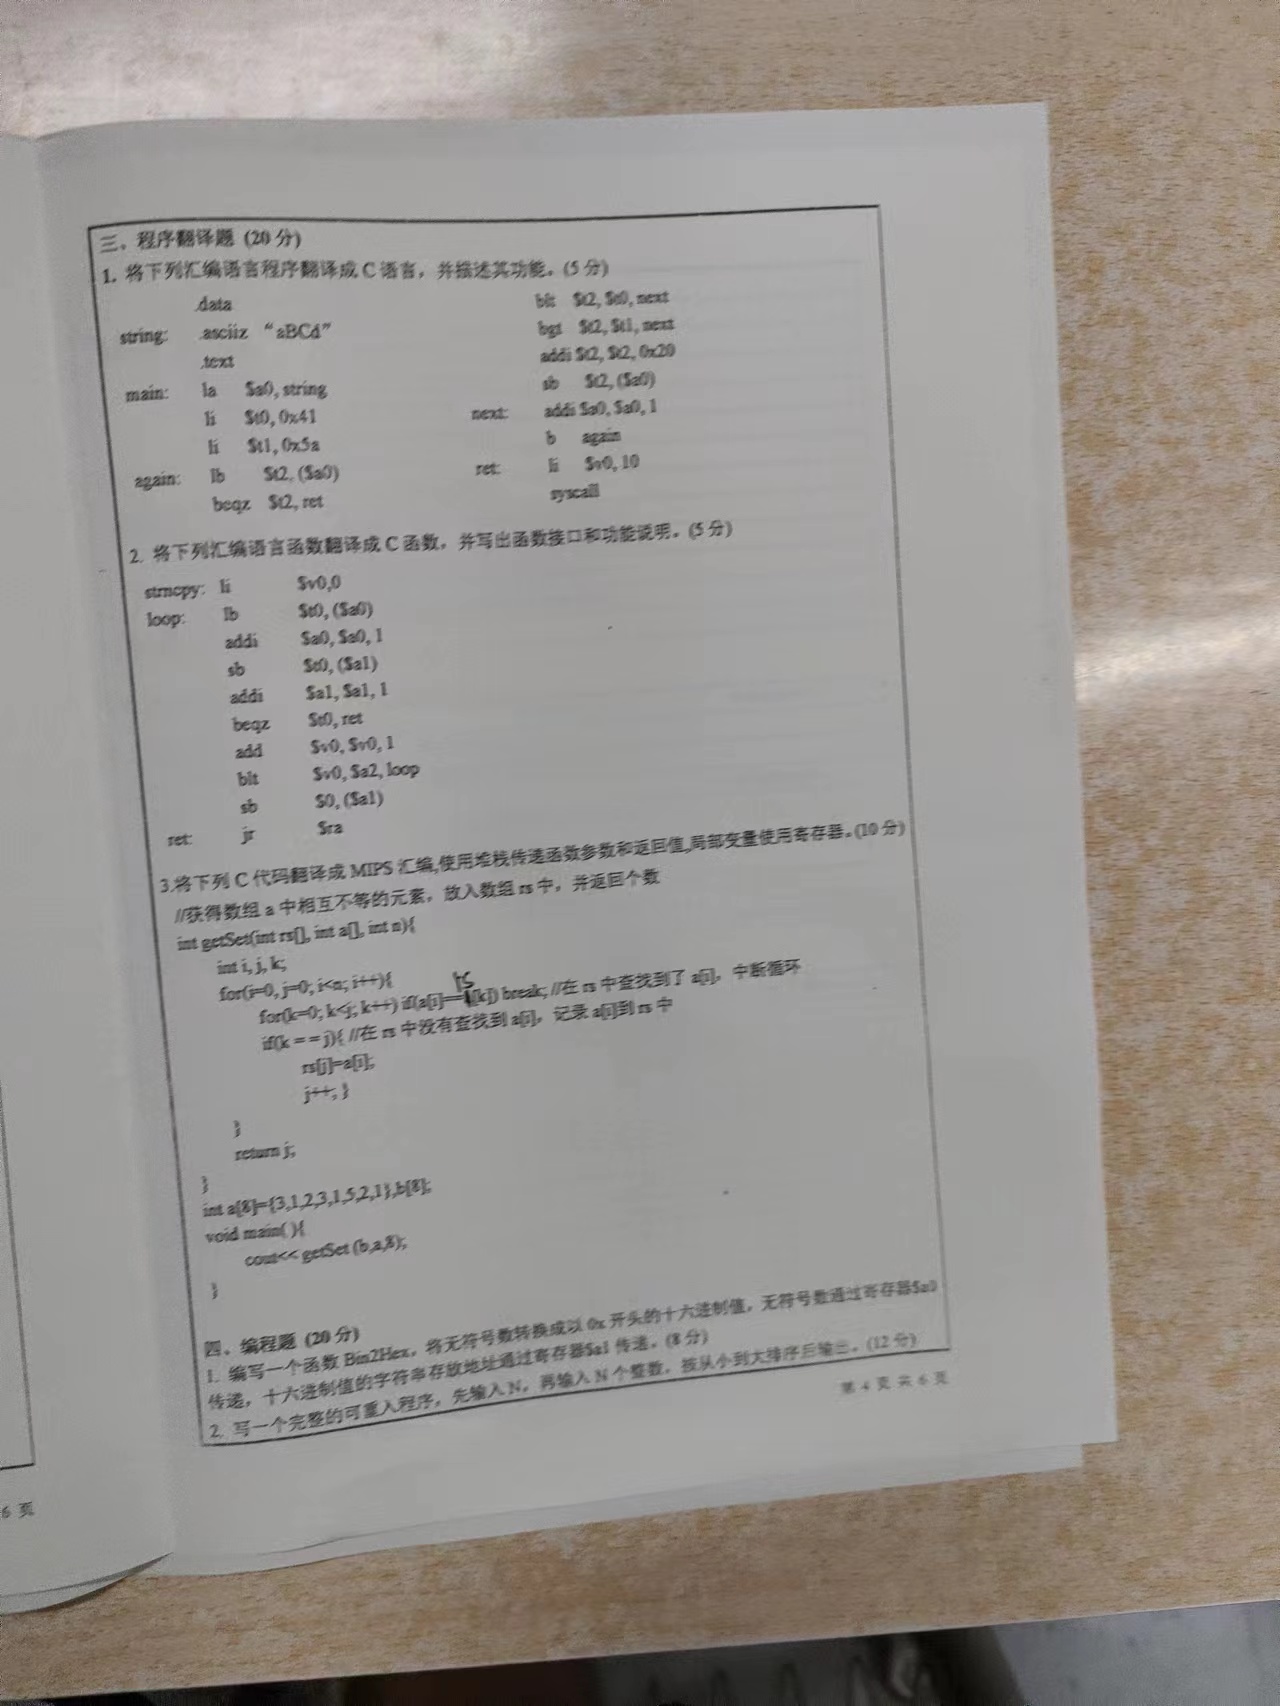 三、程序翻译题 (20 分)
1. 将下列汇编语言程序翻译成 C 语言，并描述其功能。(5 分)
.data
string: .asciiz “aBCd”
.text
main: la $a0, string
li $t0, 0x41
li $t1, 0x5a
again: lb $t2, ($a0)
beqz $t2, ret
blt $t2, $t0, next
bgt $t2, $t1, next
addi $t2, $t2, 0x20
sb $t2, ($a0)
next: addi $a0, $a0, 1
b again
ret: li $v0, 10
syscall
2. 将下列汇编语言函数翻译成 C 函数，并写出函数接口和功能说明。(5 分)
strncpy: li $v0,0
loop: lb $t0, ($a0)
addi $a0, $a0, 1
sb $t0, ($a1)
addi $a1, $a1, 1
beqz $t0, ret
add $v0, $v0, 1
blt $v0, $a2, loop
sb $0, ($a1)
ret: jr $ra
3.将下列 C 代码翻译成 MIPS 汇编,使用堆栈传递函数参数和返回值,局部变量使用寄存器。(10 分)
//获得数组 a 中相互不等的元素，放入数组 rs 中，并返回个数
int getSet(int rs[], int a[], int n){
int i, j, k;
for(i=0, j=0; i<n; i++){
rs
for(k=0; k<j; k++) if(a[i]==[k]) break; //在 rs 中查找到了 a[i]，中断循环
if(k = = j){ //在 rs 中没有查找到 a[i]，记录 a[i]到 rs 中
rs[j]=a[i];
j++; }
}
return j;
}
int a[8]={3,1,2,3,1,5,2,1},b[8];
void main( ){
cout<< getSet (b,a,8);
}
四、编程题 (20 分)
1. 编写一个函数 Bin2Hex，将无符号数转换成以 0x 开头的十六进制值，无符号数通过寄存器$a0
传递，十六进制值的字符串存放地址通过寄存器$a1 传递。(8 分)
2. 写一个完整的可重入程序，先输入 N，再输入 N 个整数，按从小到大排序后输出。(12 分)
第 4 页 共 6 页
6 页